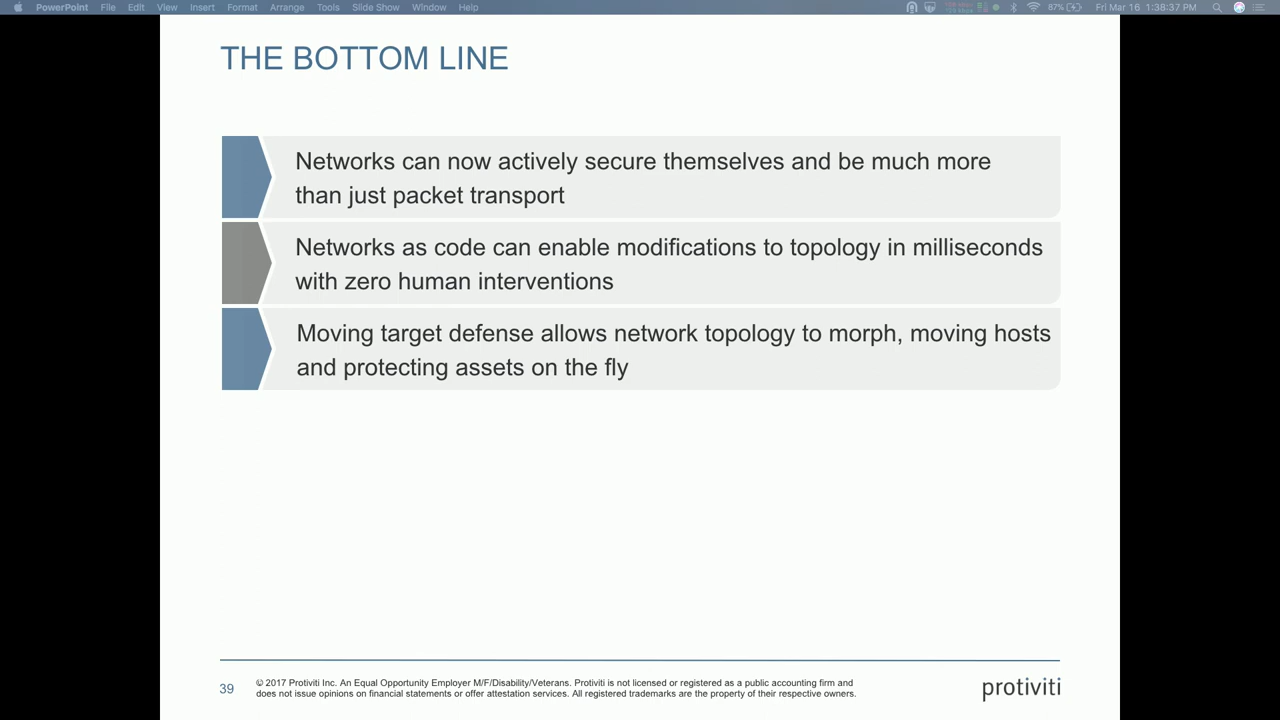 PowerPoint File Edit View Insert Format Arrange Tools Slide Show Window Help 87% Fri Mar 16 1:38:37 PM
THE BOTTOM LINE
Networks can now actively secure themselves and be much more
than just packet transport
Networks as code can enable modifications to topology in milliseconds
with zero human interventions
Moving target defense allows network topology to morph, moving hosts
and protecting assets on the fly
39
© 2017 Protiviti Inc. An Equal Opportunity Employer M/F/Disability/Veterans. Protiviti is not licensed or registered as a public accounting firm and
does not issue opinions on financial statements or offer attestation services. All registered trademarks are the property of their respective owners.
protiviti